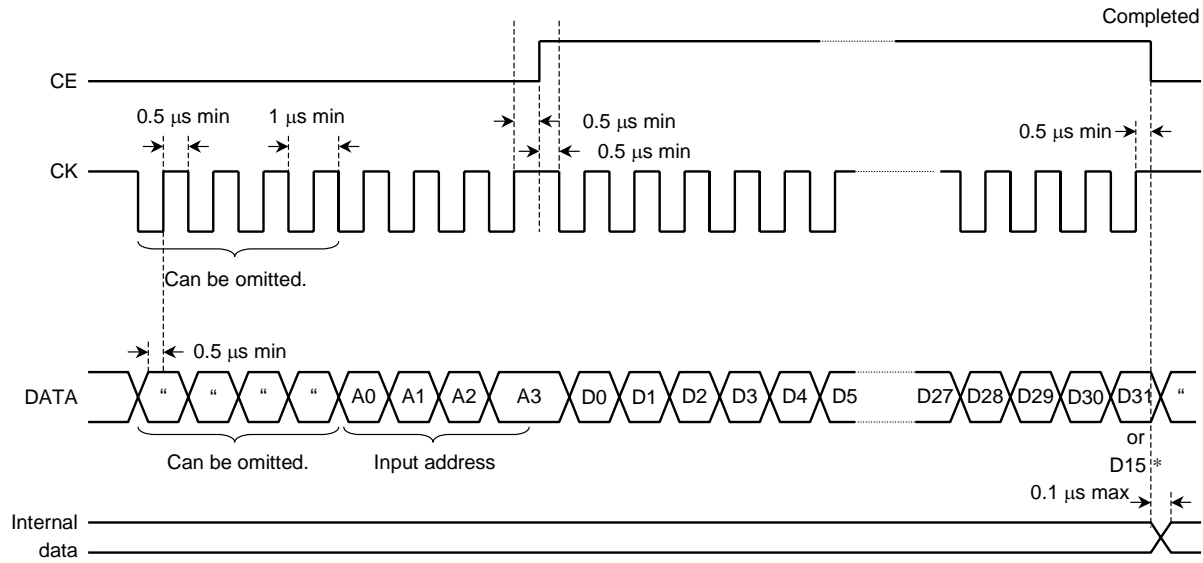 Completed
CE
0.5 μs min
1 μs min
0.5 μs min
0.5 μs min
0.5 μs min
CK
Can be omitted.
0.5 μs min
DATA “ “ “ “ A0 A1 A2 A3 D0 D1 D2 D3 D4 D5 D27 D28 D29 D30 D31 “
or
D15 *
Can be omitted.
Input address
0.1 μs max
Internal
data